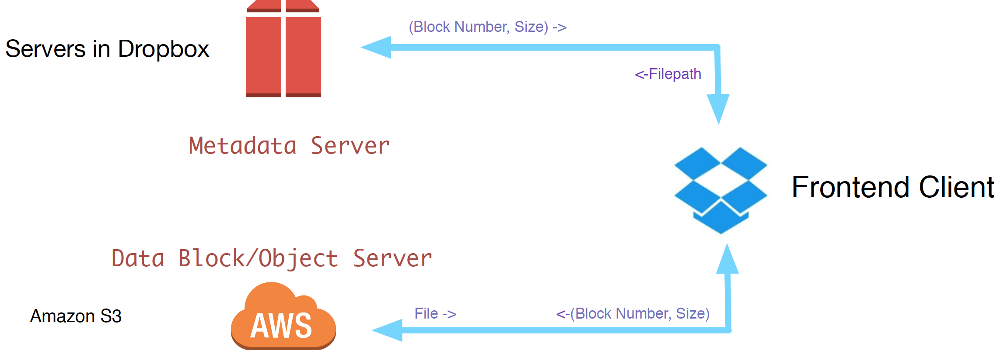 (Block Number, Size) ->
Servers in Dropbox
<-Filepath
Metadata Server
Frontend Client
Data Block/Object Server
Amazon S3
AWS
File ->
<-(Block Number, Size)